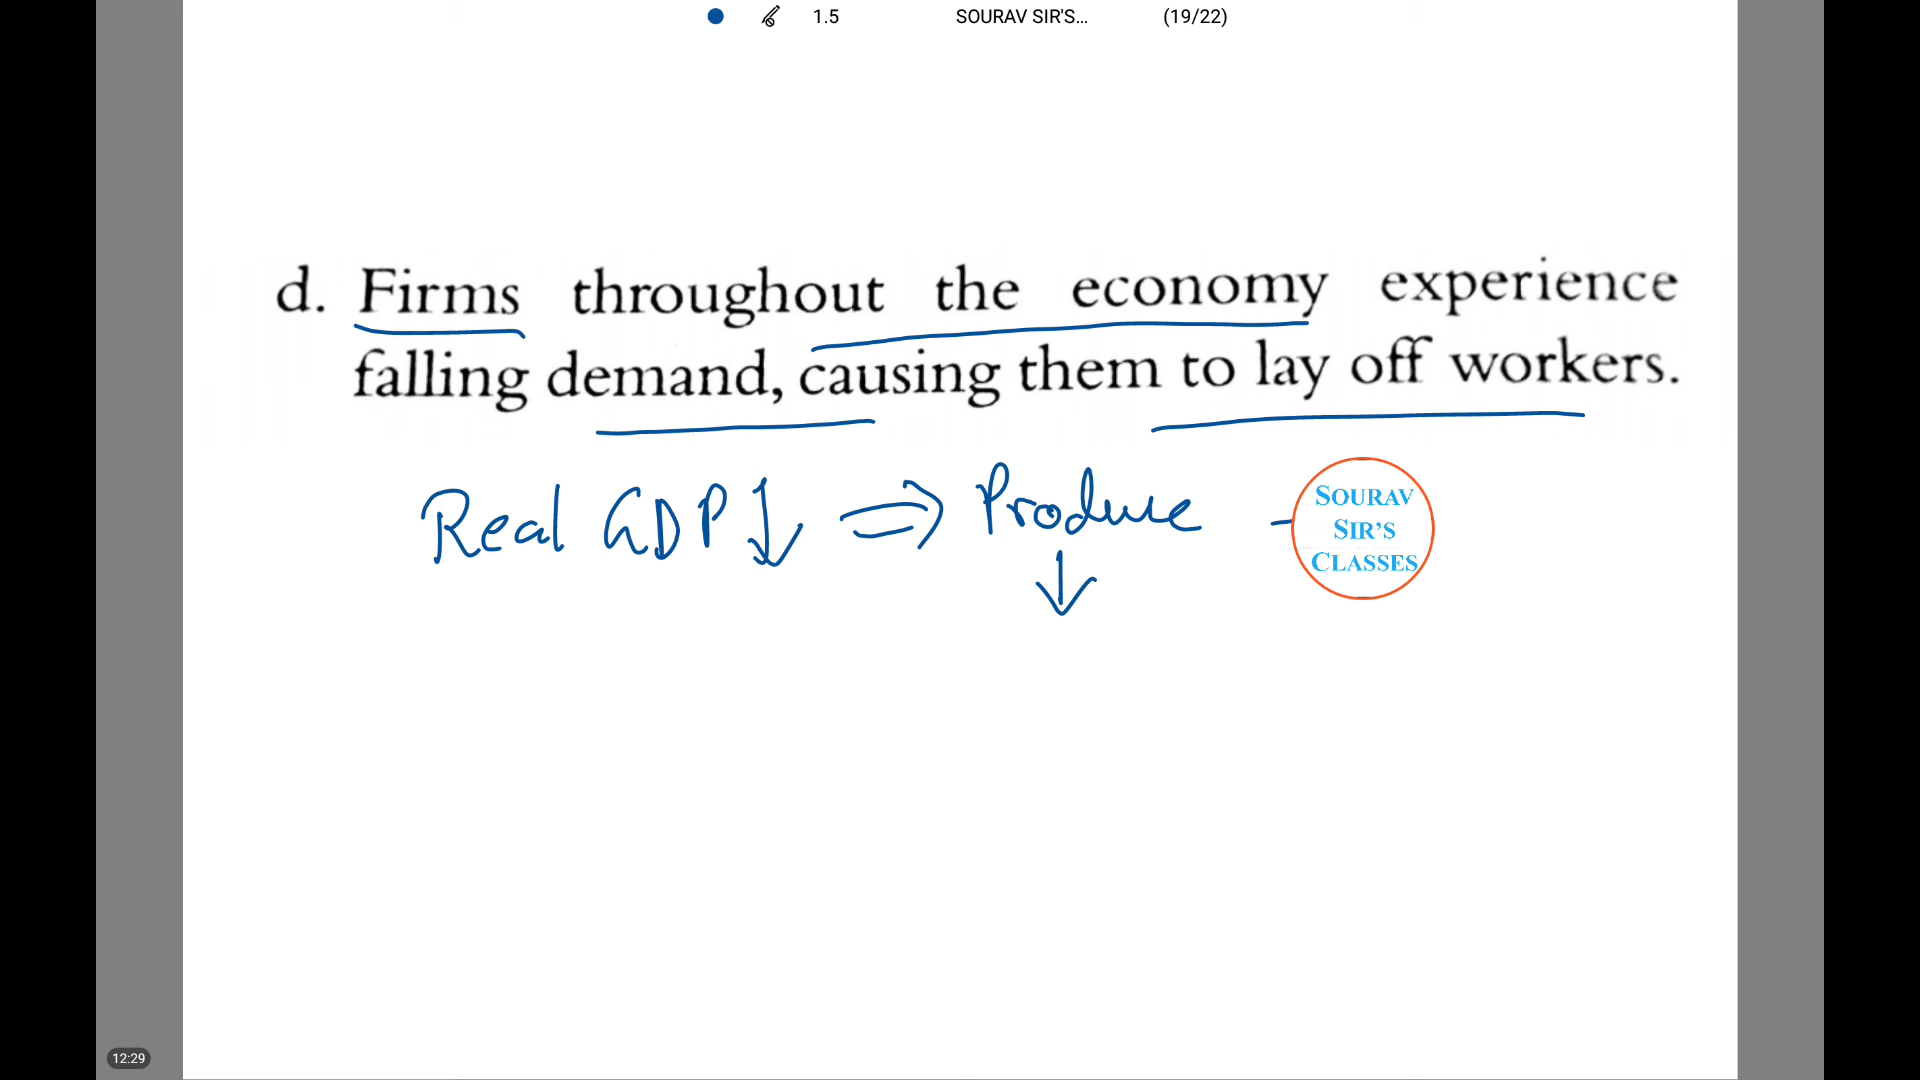 1.5 SOURAV SIR'S... (19/22)
d. Firms throughout the economy experience
falling demand, causing them to lay off workers.
Real GDP ↓ ⇒ Produce -
↓
SOURAV
SIR'S
CLASSES
12:29